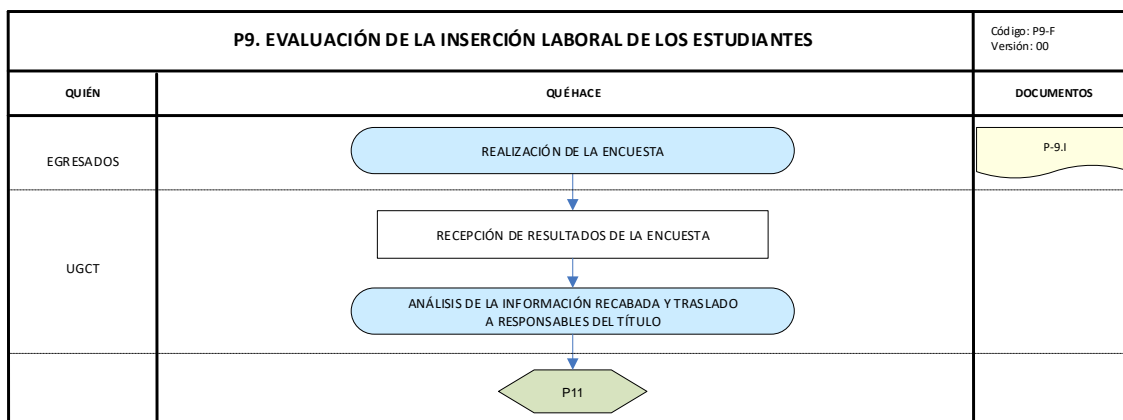 P9. EVALUACIÓN DE LA INSERCIÓN LABORAL DE LOS ESTUDIANTES
Código: P9-F
Versión: 00
QUIÉN
QUÉ HACE
DOCUMENTOS
EGRESADOS
REALIZACIÓN DE LA ENCUESTA
P-9.I
UGCT
RECEPCIÓN DE RESULTADOS DE LA ENCUESTA
ANÁLISIS DE LA INFORMACIÓN RECABADA Y TRASLADO
A RESPONSABLES DEL TÍTULO
P11